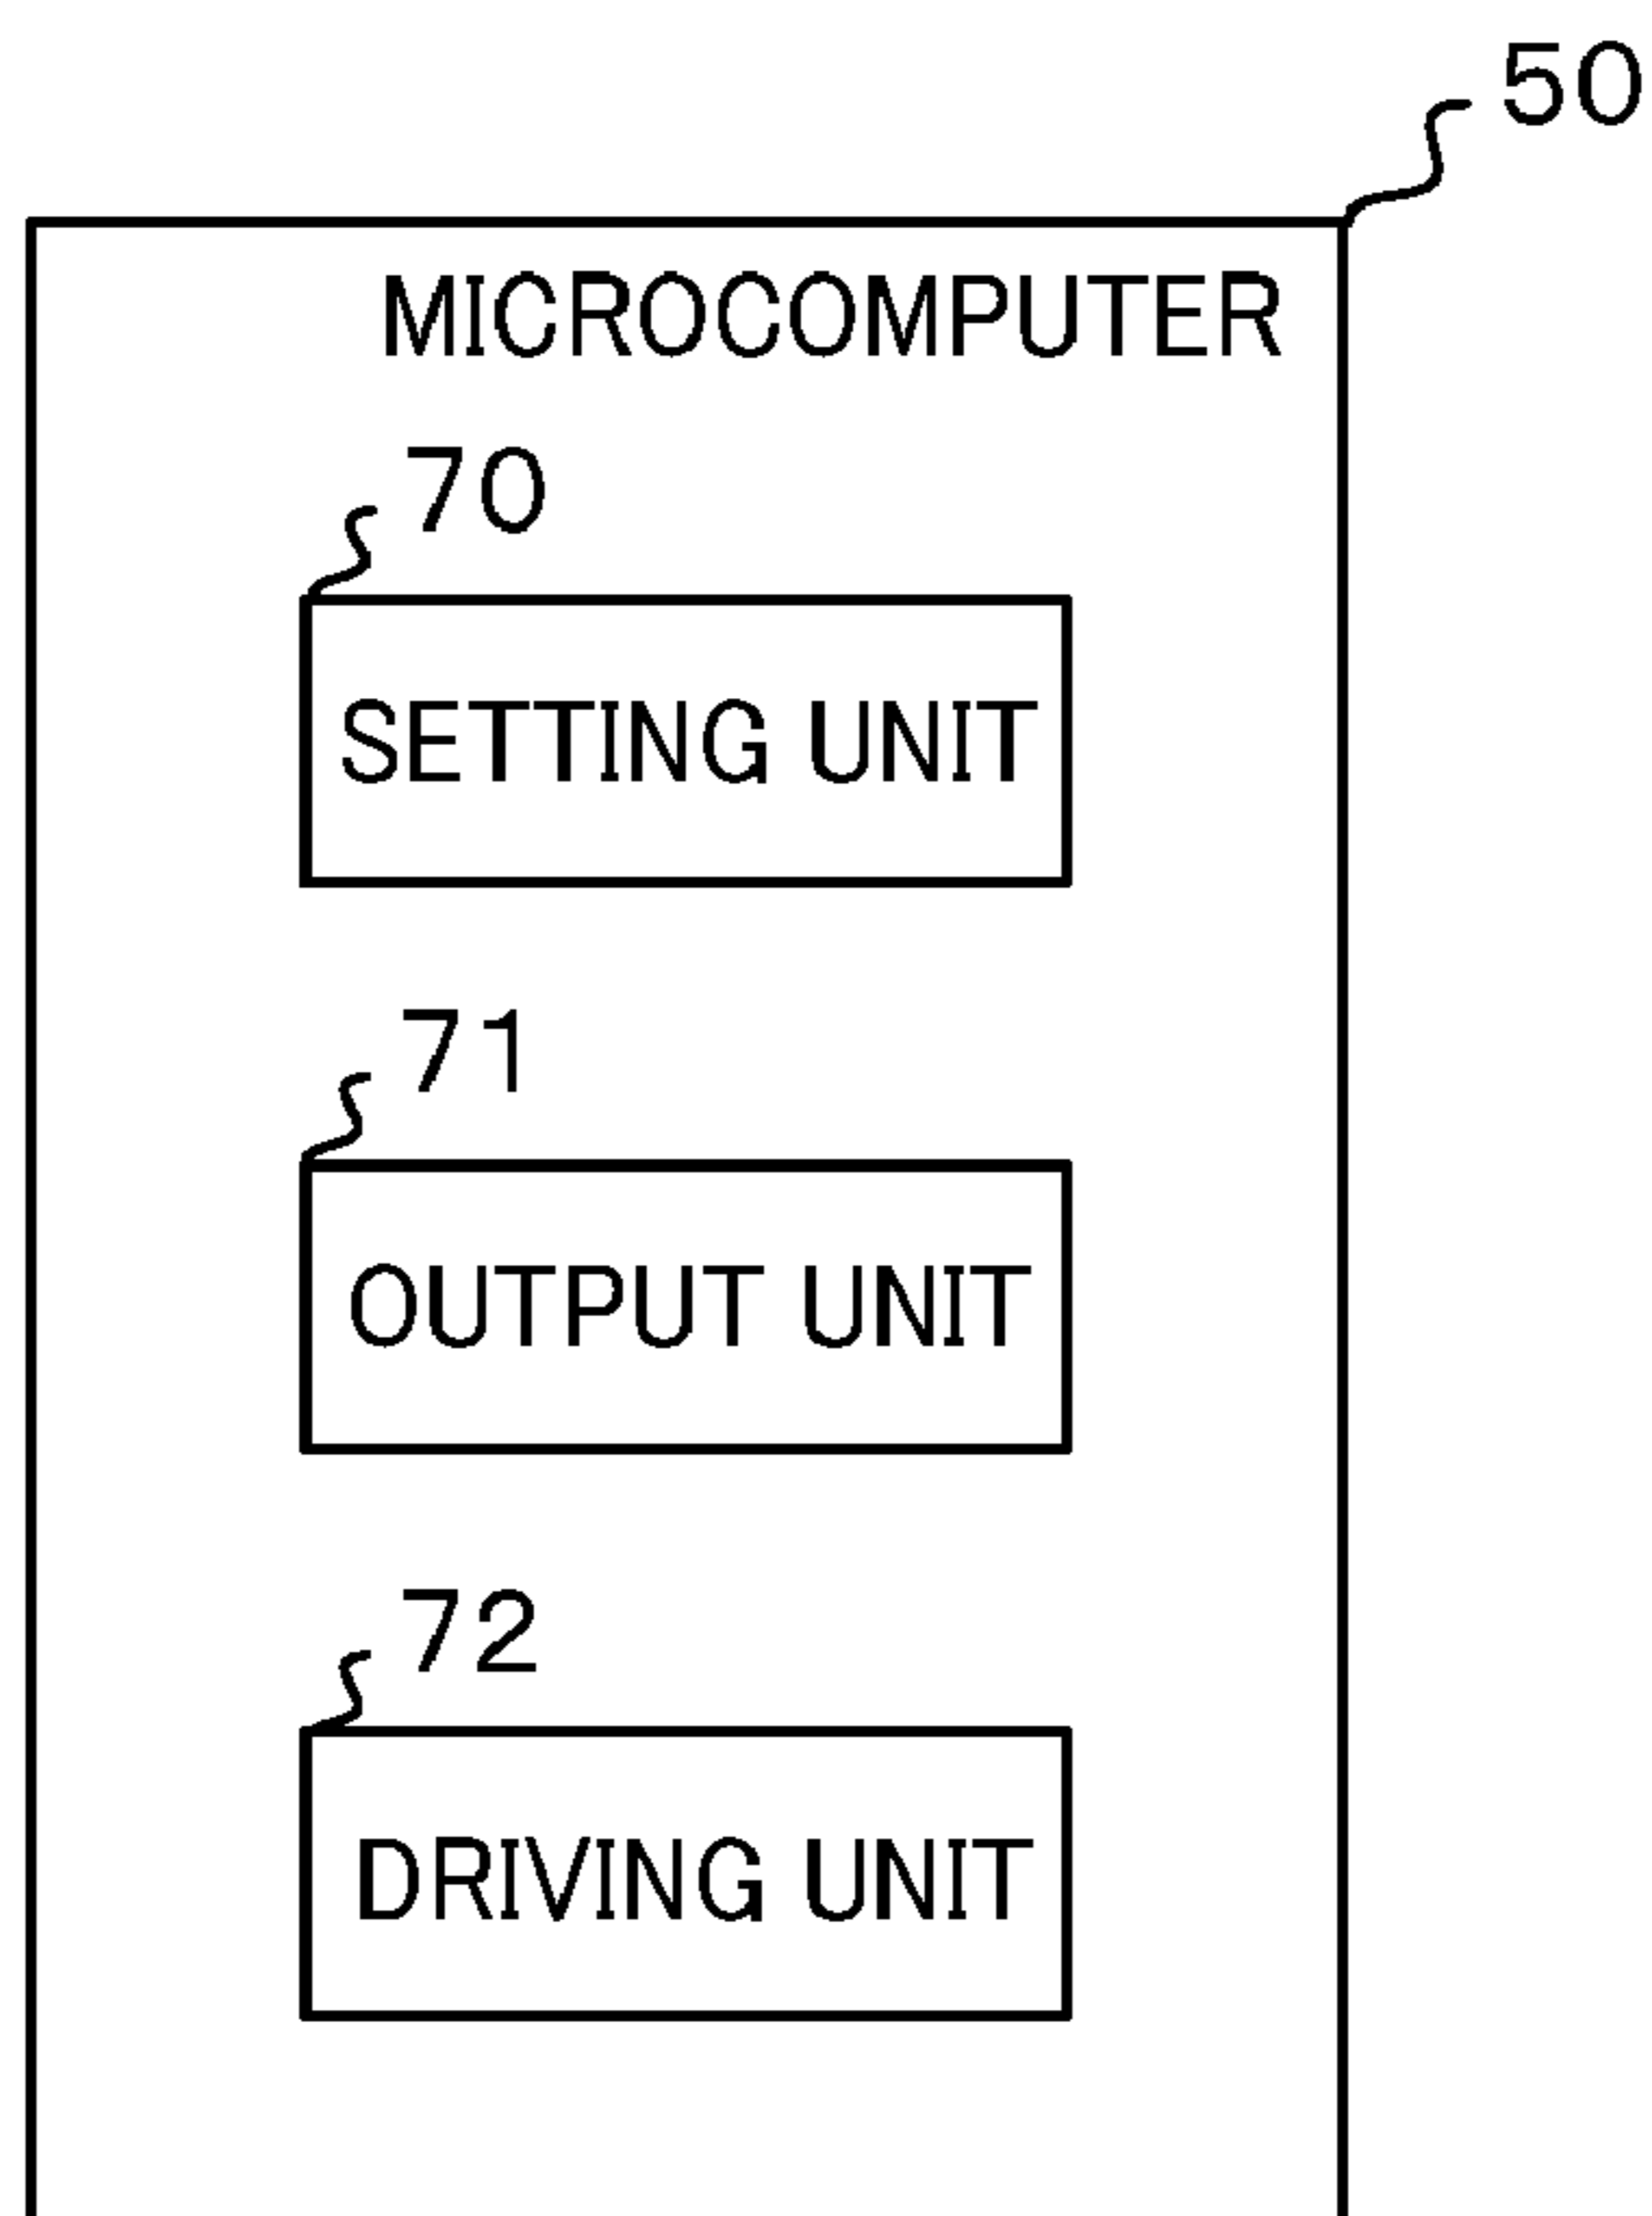 50
MICROCOMPUTER
70
SETTING UNIT
71
OUTPUT UNIT
72
DRIVING UNIT